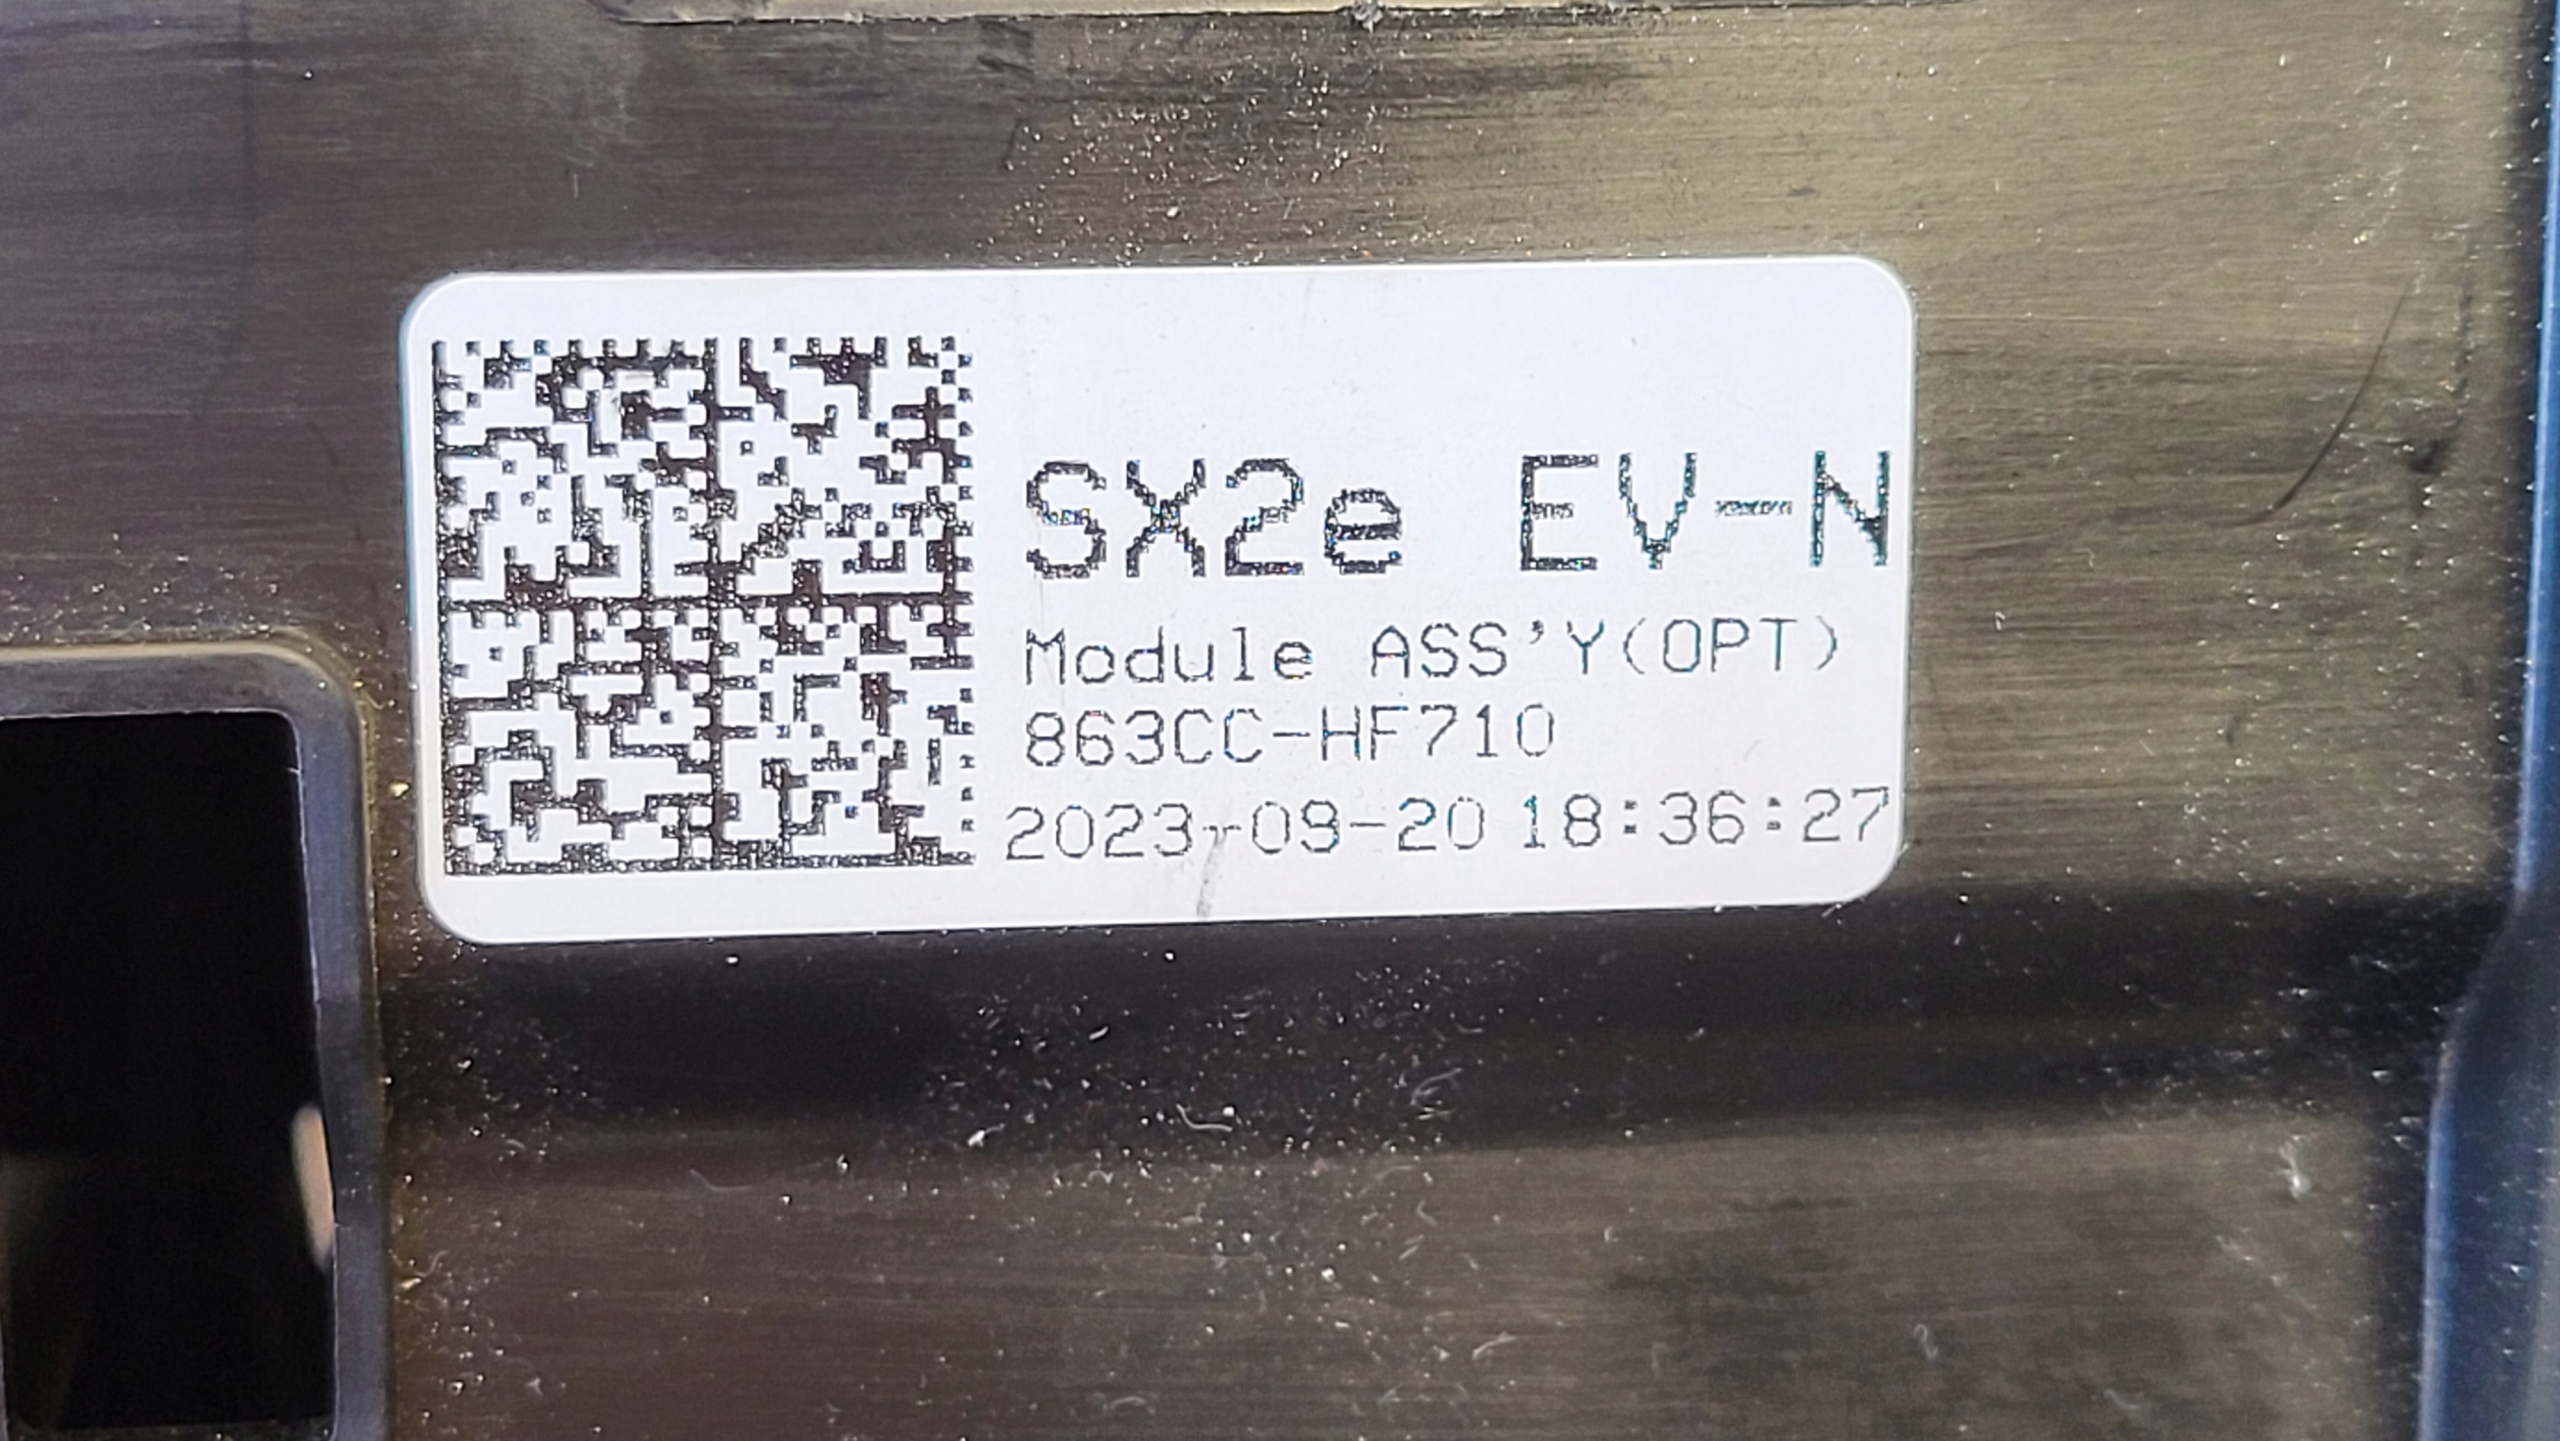 SX2e EV-N
Module ASS'Y(OPT)
863CC-HF710
2023-09-20 18:36:27